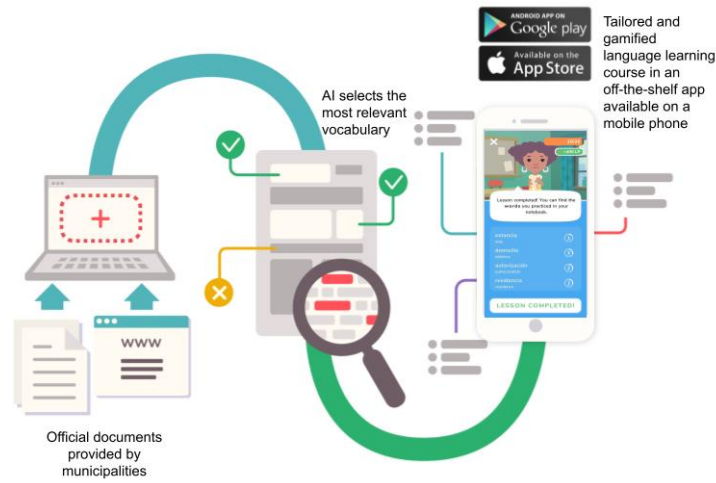 ANDROID APP ON
Google play
Available on the
App Store
Tailored and
gamified
language learning
course in an
off-the-shelf app
available on a
mobile phone
AI selects the
most relevant
vocabulary
Lesson completed! You can find the
words you practiced in your
notebook.
estancia
domicilio
autorización
residencia
LESSON COMPLETED!
WWW
Official documents
provided by
municipalities